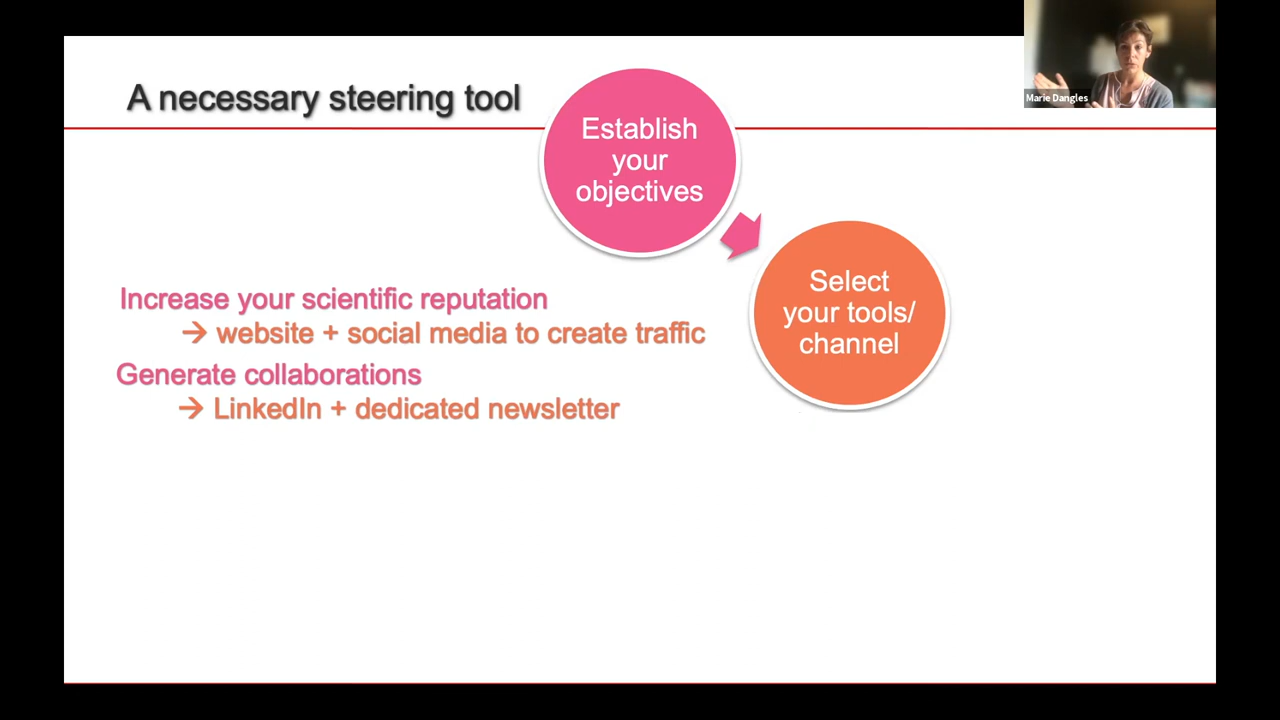 A necessary steering tool
Establish
your
objectives
Select
your tools/
channel
Increase your scientific reputation
→ website + social media to create traffic
Generate collaborations
→ LinkedIn + dedicated newsletter
Marie Dangles